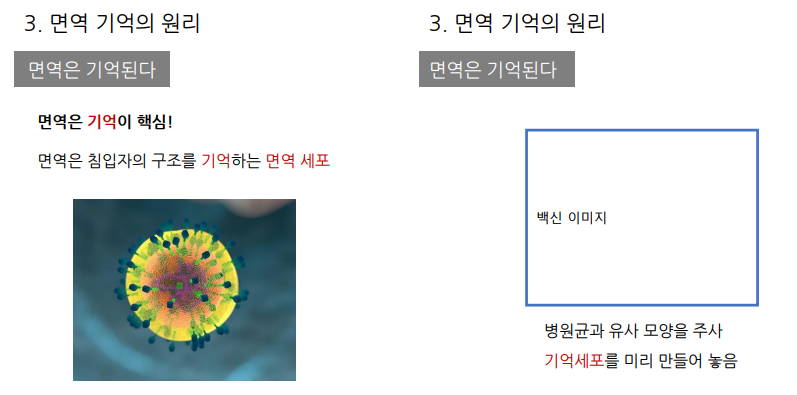 3. 면역 기억의 원리
면역은 기억된다
면역은 기억이 핵심!
면역은 침입자의 구조를 기억하는 면역 세포
3. 면역 기억의 원리
면역은 기억된다
백신 이미지
병원균과 유사 모양을 주사
기억세포를 미리 만들어 놓음